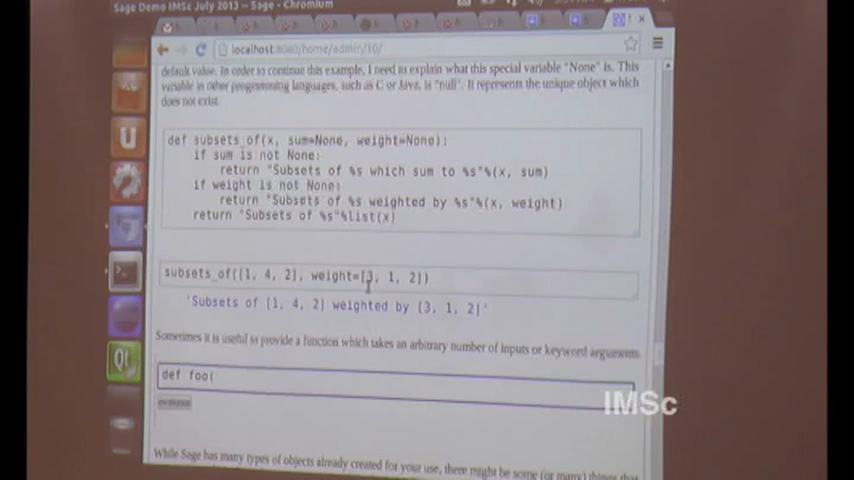 Sage Demo IMSc July 2013 -- Sage - Chromium
localhost:8080/home/admin/10/
default value. In order to continue this example, I need to explain what this special variable "None" is. This
variable in other programming languages, such as C or Java, is "null". It represents the unique object which
does not exist.
def subsets_of(x, sum=None, weight=None):
if sum is not None:
return "Subsets of %s which sum to %s"%(x, sum)
if weight is not None:
return "Subsets of %s weighted by %s"%(x, weight)
return "Subsets of %s"%list(x)
subsets_of([1, 4, 2], weight=[3, 1, 2])
'Subsets of [1, 4, 2] weighted by [3, 1, 2]'
Sometimes it is useful to provide a function which takes an arbitrary number of inputs or keyword arguments
def foo(
evaluate
IMSc
While Sage has many types of objects already created for your use, there might be some (or many) things that
Qt